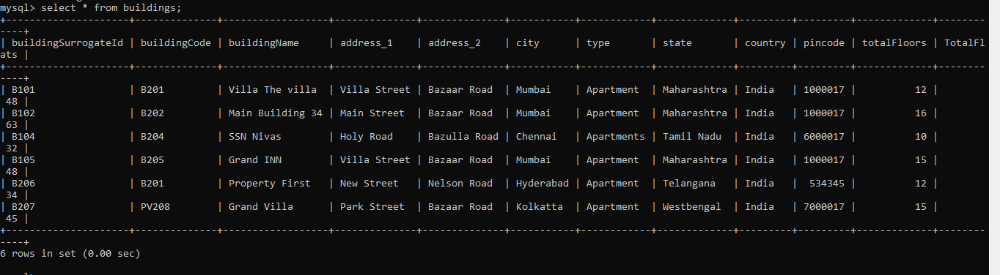 mysql> select * from buildings;
+---------------------+--------------+------------------+---------------+--------------+-----------+------------+-------------+---------+---------+-------------+--------
----+
| buildingSurrogateId | buildingCode | buildingName     | address_1     | address_2    | city      | type       | state       | country | pincode | totalFloors | TotalFl
ats |
+---------------------+--------------+------------------+---------------+--------------+-----------+------------+-------------+---------+---------+-------------+--------
----+
| B101                | B201         | Villa The villa  | Villa Street | Bazaar Road  | Mumbai    | Apartment  | Maharashtra | India   | 1000017 |          12 |
 48 |
| B102                | B202         | Main Building 34 | Main Street  | Bazaar Road  | Mumbai    | Apartment  | Maharashtra | India   | 1000017 |          16 |
 63 |
| B104                | B204         | SSN Nivas        | Holy Road    | Bazulla Road | Chennai   | Apartments | Tamil Nadu  | India   | 6000017 |          10 |
 32 |
| B105                | B205         | Grand INN        | Villa Street | Bazaar Road  | Mumbai    | Apartment  | Maharashtra | India   | 1000017 |          15 |
 48 |
| B206                | B201         | Property First   | New Street   | Nelson Road  | Hyderabad | Apartment  | Telangana   | India   |  534345 |          12 |
 34 |
| B207                | PV208        | Grand Villa      | Park Street  | Bazaar Road  | Kolkatta  | Apartment  | Westbengal  | India   | 7000017 |          15 |
 45 |
+---------------------+--------------+------------------+--------------+--------------+-----------+------------+-------------+---------+---------+-------------+--------
----+
6 rows in set (0.00 sec)